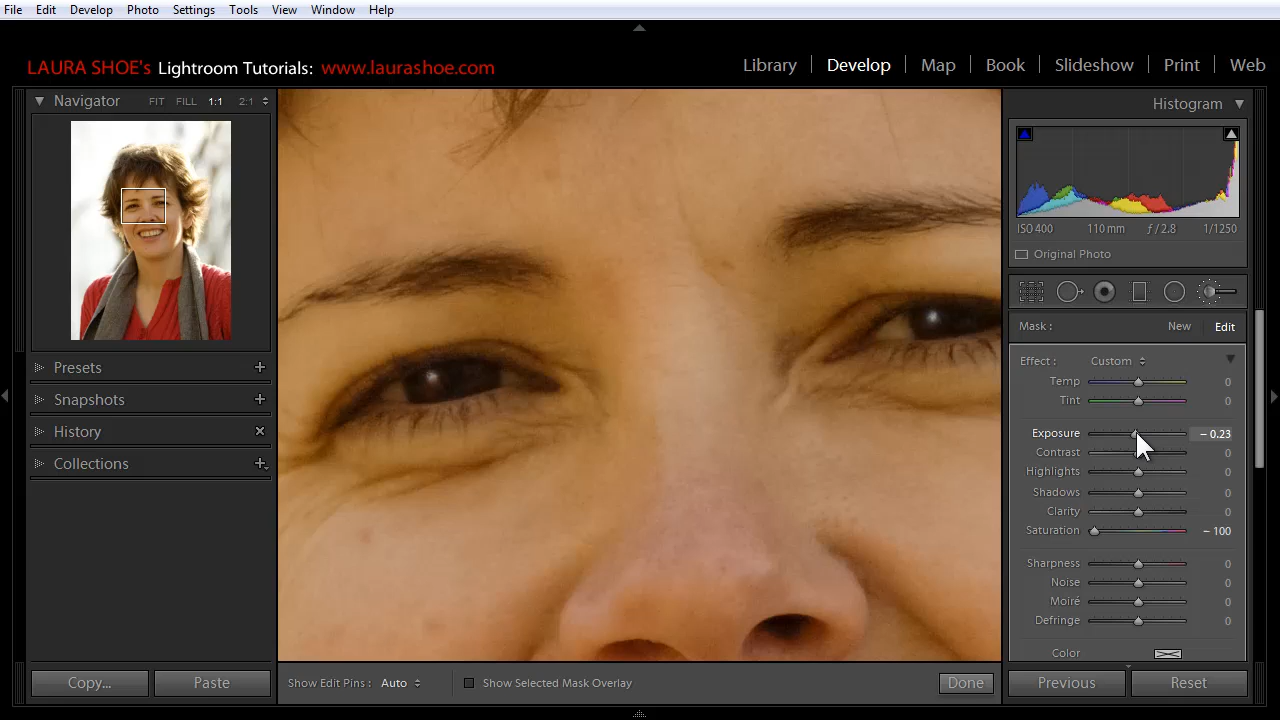 File Edit Develop Photo Settings Tools View Window Help
LAURA SHOE's Lightroom Tutorials: www.laurashoe.com
Library Develop Map Book Slideshow Print Web
Navigator FIT FILL 1:1 2:1
Histogram
ISO 400 110 mm ƒ / 2.8 1/1250
Original Photo
Mask : New Edit
Effect : Custom
Temp 0
Tint 0
Exposure – 0.23
Contrast 0
Highlights 0
Shadows 0
Clarity 0
Saturation – 100
Sharpness 0
Noise 0
Moiré 0
Defringe 0
Color
Presets
Snapshots
History
Collections
Copy... Paste
Show Edit Pins : Auto Show Selected Mask Overlay Done
Previous Reset